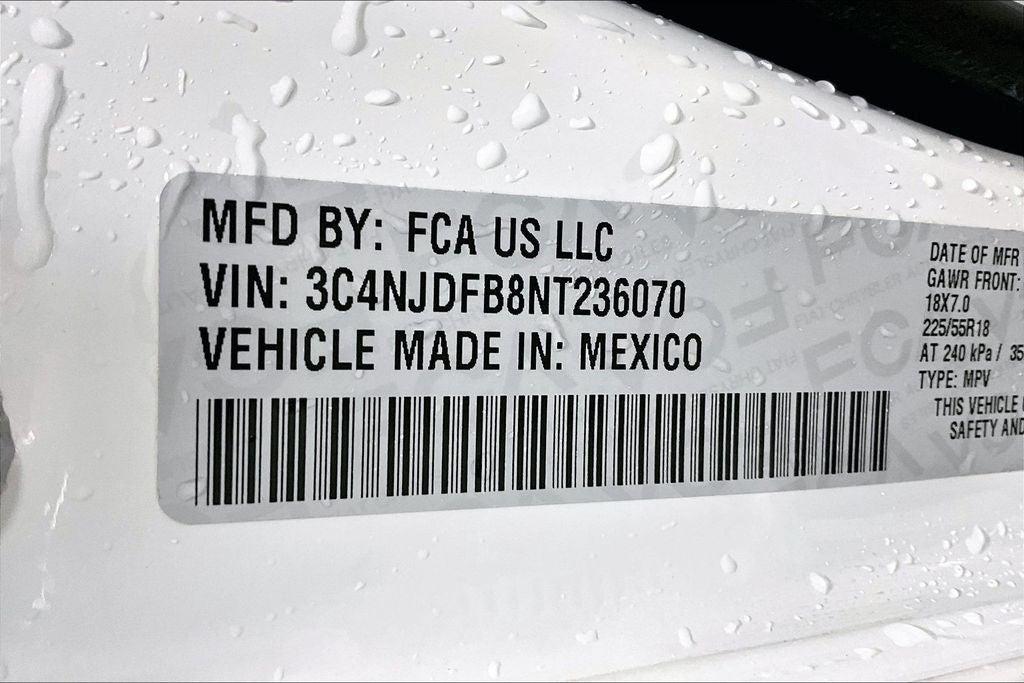 MFD BY: FCA US LLC
VIN: 3C4NJDFB8NT236070
VEHICLE MADE IN: MEXICO
DATE OF MFR
GAWR FRONT:
18X7.0
225/55R18
AT 240 kPa / 35
TYPE: MPV
THIS VEHICLE
SAFETY AND